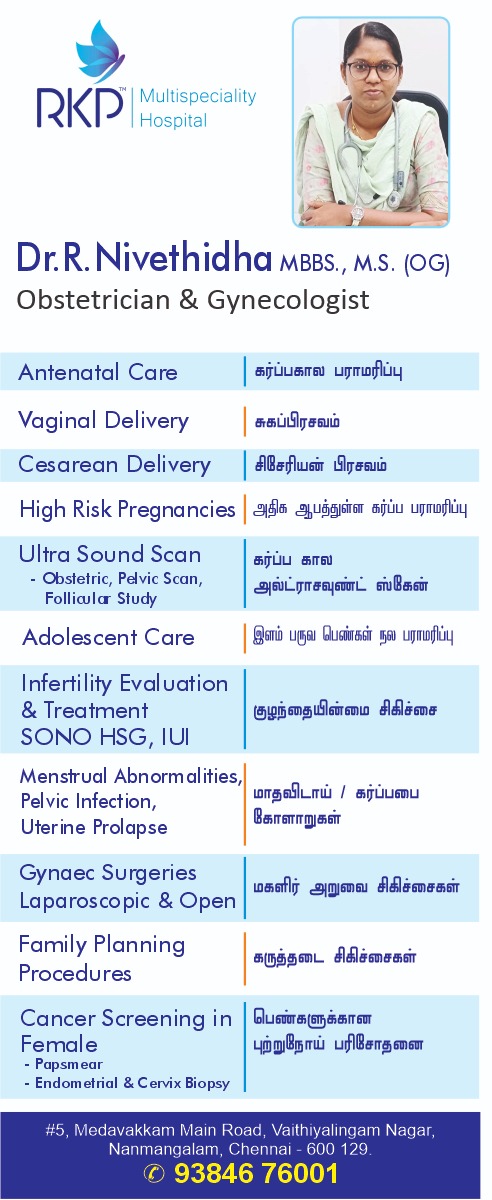 RKP™
Multispeciality
Hospital
Dr.R.Nivethidha MBBS., M.S. (OG)
Obstetrician & Gynecologist
Antenatal Care
கர்ப்பகால பராமரிப்பு
Vaginal Delivery
சுகப்பிரசவம்
Cesarean Delivery
சிசேரியன் பிரசவம்
High Risk Pregnancies
அதிக ஆபத்துள்ள கர்ப்ப பராமரிப்பு
Ultra Sound Scan
- Obstetric, Pelvic Scan,
Follicular Study
கர்ப்ப கால
அல்ட்ராசவுண்ட் ஸ்கேன்
Adolescent Care
இளம் பருவ பெண்கள் நல பராமரிப்பு
Infertility Evaluation
& Treatment
SONO HSG, IUI
குழந்தையின்மை சிகிச்சை
Menstrual Abnormalities,
Pelvic Infection,
Uterine Prolapse
மாதவிடாய் / கர்ப்பபை
கோளாறுகள்
Gynaec Surgeries
Laparoscopic & Open
மகளிர் அறுவை சிகிச்சைகள்
Family Planning
Procedures
கருத்தடை சிகிச்சைகள்
Cancer Screening in
Female
- Papsmear
- Endometrial & Cervix Biopsy
பெண்களுக்கான
புற்றுநோய் பரிசோதனை
#5, Medavakkam Main Road, Vaithiyalingam Nagar,
Nanmangalam, Chennai - 600 129.
✆ 93846 76001